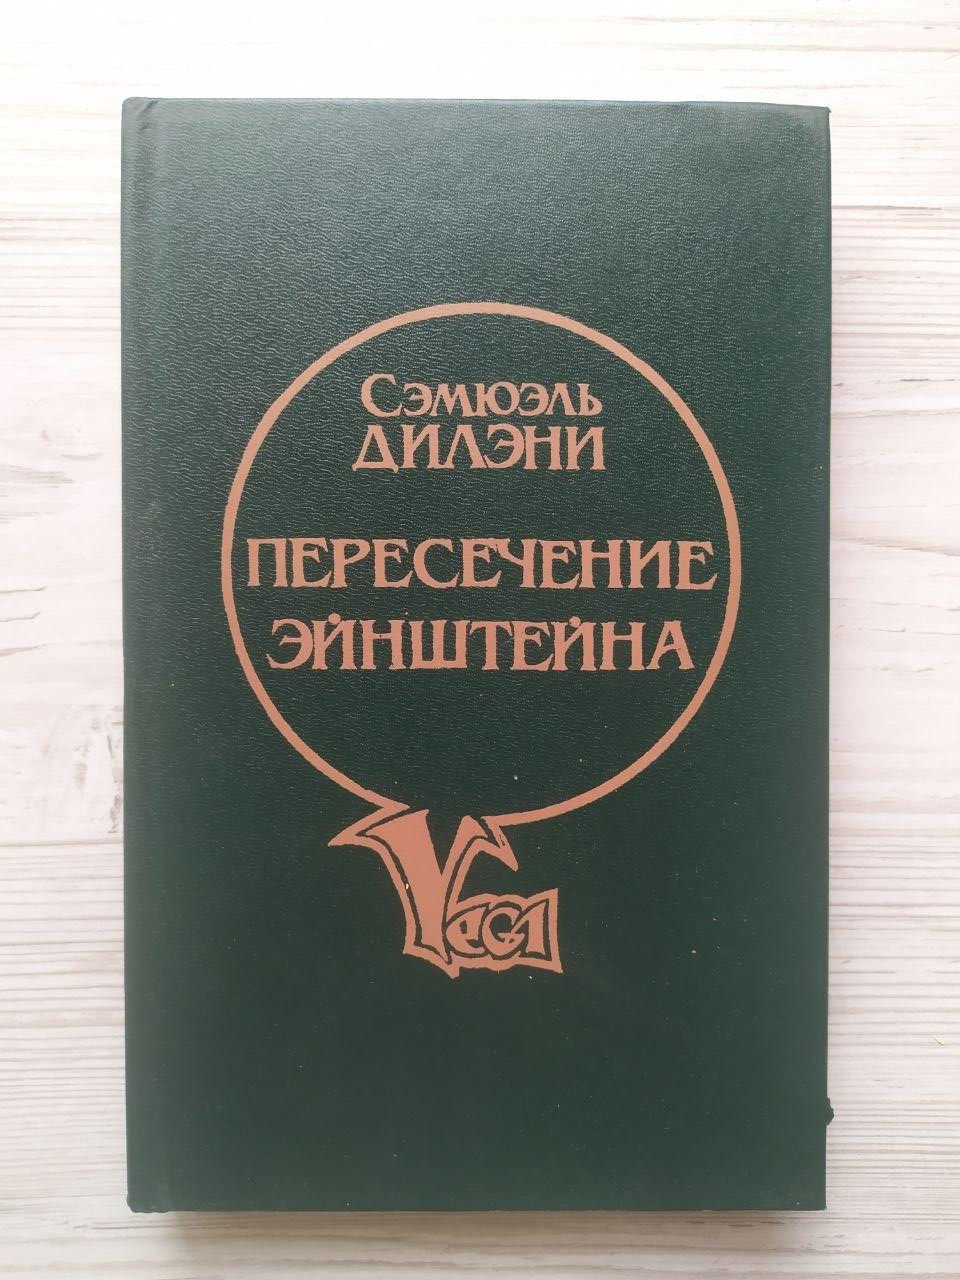 Сэмюэль
ДИЛЭНИ
ПЕРЕСЕЧЕНИЕ
ЭЙНШТЕЙНА
Vega